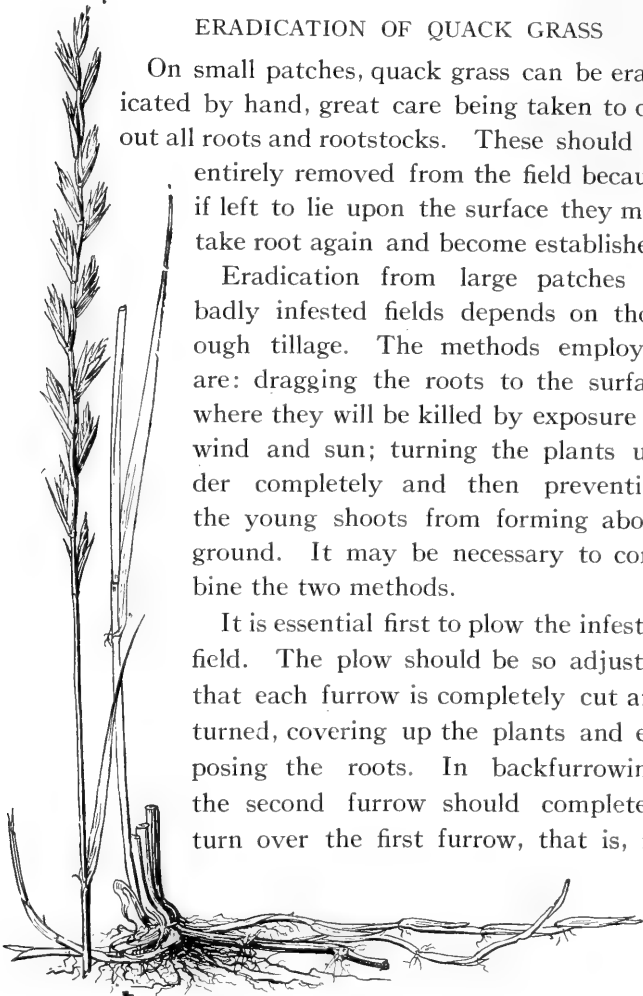 ERADICATION OF QUACK GRASS
On small patches, quack grass can be era
icated by hand, great care being taken to
out all roots and rootstocks. These should
entirely removed from the field becau
if left to lie upon the surface they m
take root again and become establishe
Eradication from large patches
badly infested fields depends on tho
ough tillage. The methods employ
are: dragging the roots to the surfa
where they will be killed by exposure
wind and sun; turning the plants u
der completely and then preventi
the young shoots from forming abo
ground. It may be necessary to co
bine the two methods.
It is essential first to plow the infest
field. The plow should be so adjust
that each furrow is completely cut a
turned, covering up the plants and e
posing the roots. In backfurrowi
the second furrow should complete
turn over the first furrow, that is,